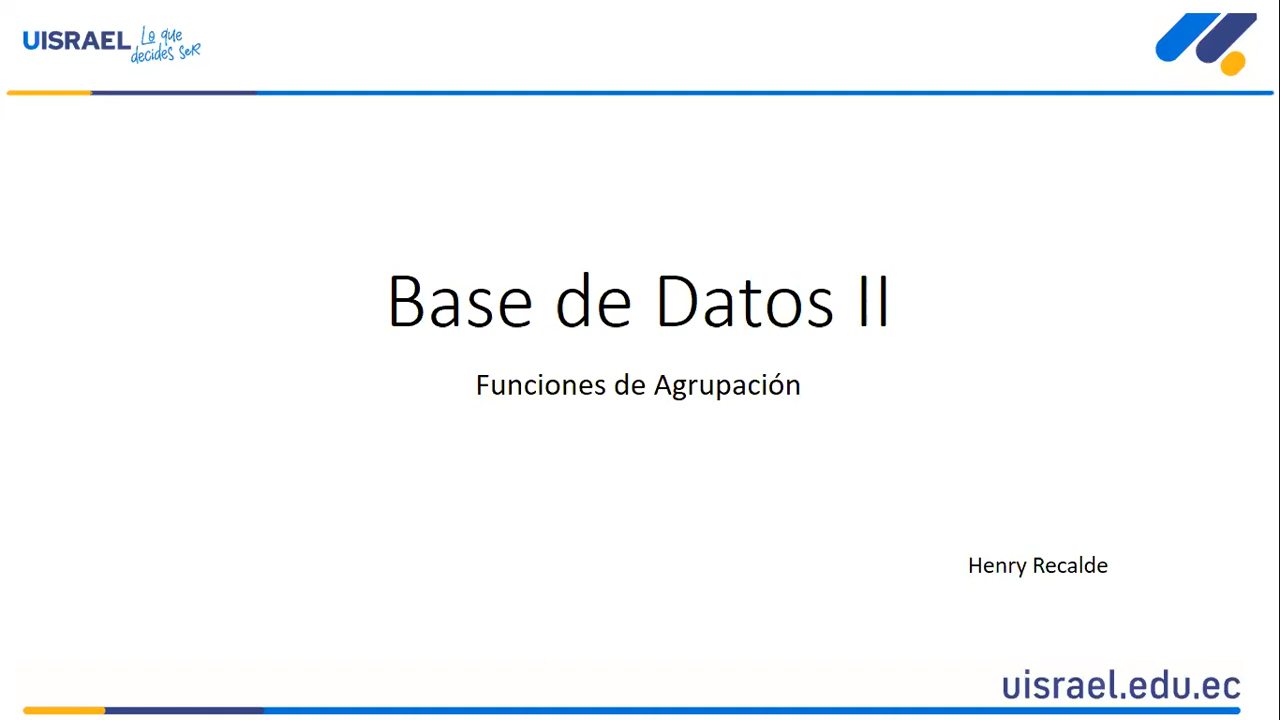 UISRAEL Lo que
decides seR
Base de Datos II
Funciones de Agrupación
Henry Recalde
uisrael.edu.ec